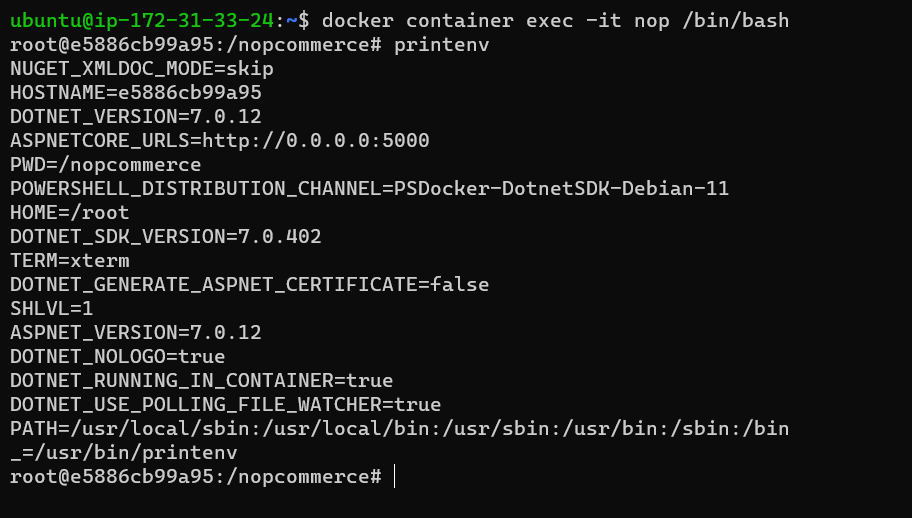 ubuntu@ip-172-31-33-24:~$ docker container exec -it nop /bin/bash
root@e5886cb99a95:/nopcommerce# printenv
NUGET_XMLDOC_MODE=skip
HOSTNAME=e5886cb99a95
DOTNET_VERSION=7.0.12
ASPNETCORE_URLS=http://0.0.0.0:5000
PWD=/nopcommerce
POWERSHELL_DISTRIBUTION_CHANNEL=PSDocker-DotnetSDK-Debian-11
HOME=/root
DOTNET_SDK_VERSION=7.0.402
TERM=xterm
DOTNET_GENERATE_ASPNET_CERTIFICATE=false
SHLVL=1
ASPNET_VERSION=7.0.12
DOTNET_NOLOGO=true
DOTNET_RUNNING_IN_CONTAINER=true
DOTNET_USE_POLLING_FILE_WATCHER=true
PATH=/usr/local/sbin:/usr/local/bin:/usr/sbin:/usr/bin:/sbin:/bin
_=/usr/bin/printenv
root@e5886cb99a95:/nopcommerce#